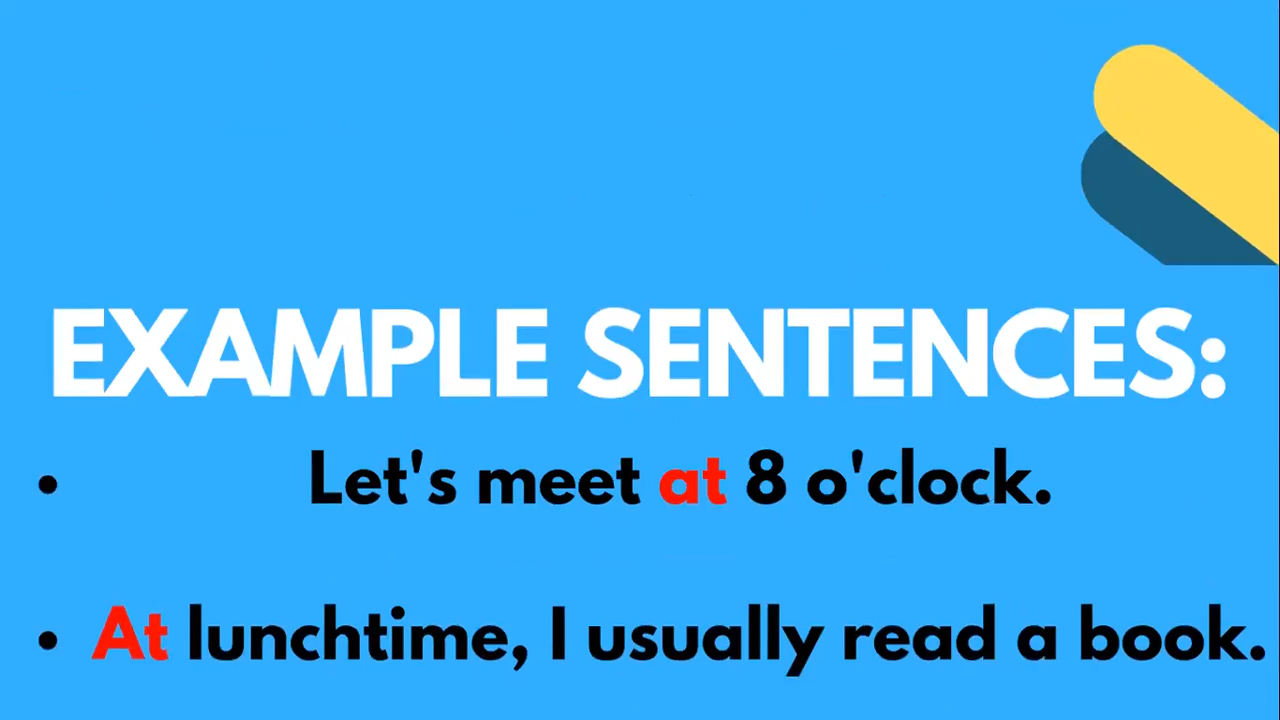 EXAMPLE SENTENCES:
• Let's meet at 8 o'clock.
• At lunchtime, I usually read a book.